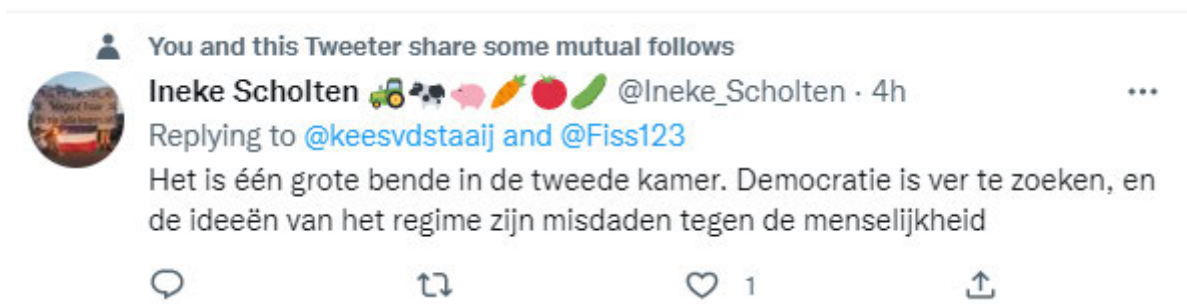 You and this Tweeter share some mutual follows
Ineke Scholten 🚜🐄🐖🥕🍅🥒 @Ineke_Scholten · 4h
Replying to @keesvdstaaij and @Fiss123
Het is één grote bende in de tweede kamer. Democratie is ver te zoeken, en
de ideeën van het regime zijn misdaden tegen de menselijkheid
1